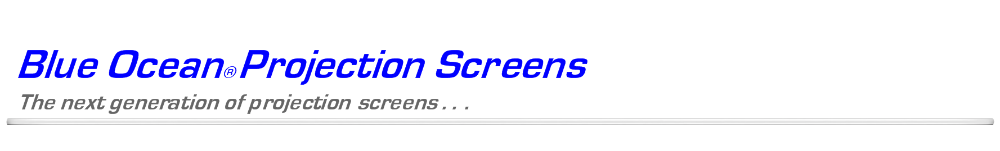 Blue Ocean® Projection Screens
The next generation of projection screens . . .